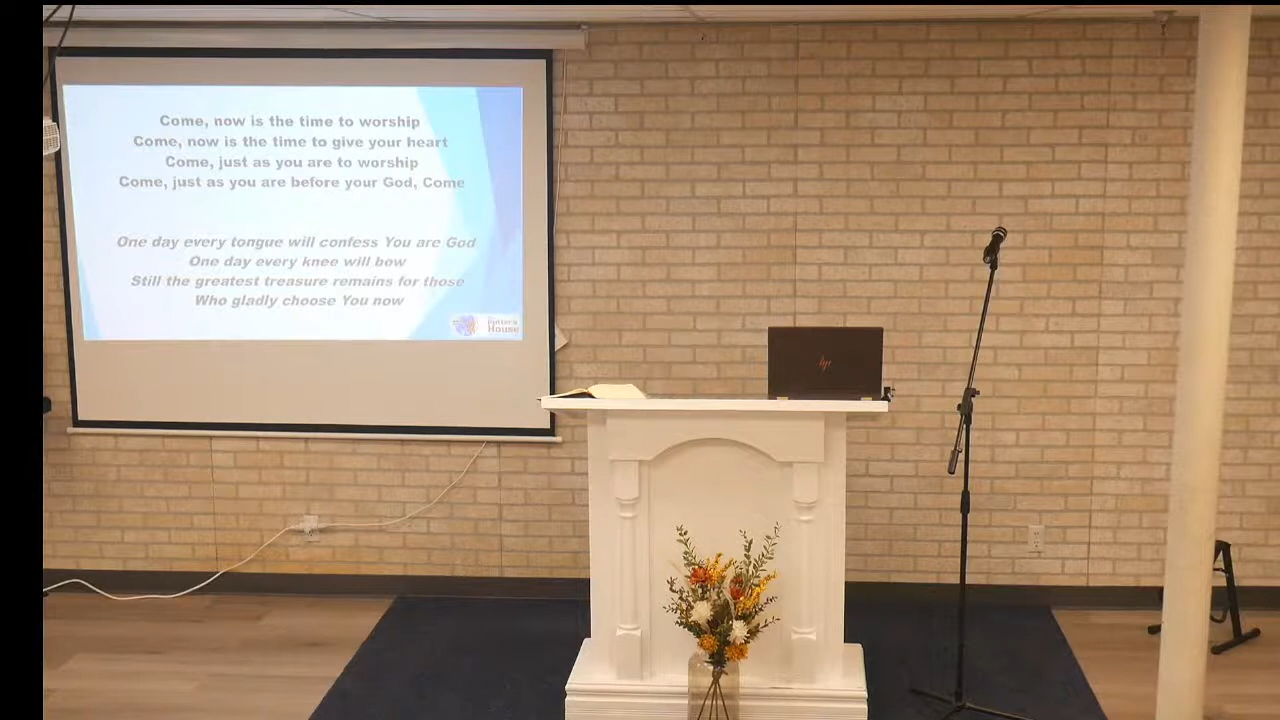 Come, now is the time to worship
Come, now is the time to give your heart
Come, just as you are to worship
Come, just as you are before your God, Come
One day every tongue will confess You are God
One day every knee will bow
Still the greatest treasure remains for those
Who gladly choose You now
House
hp